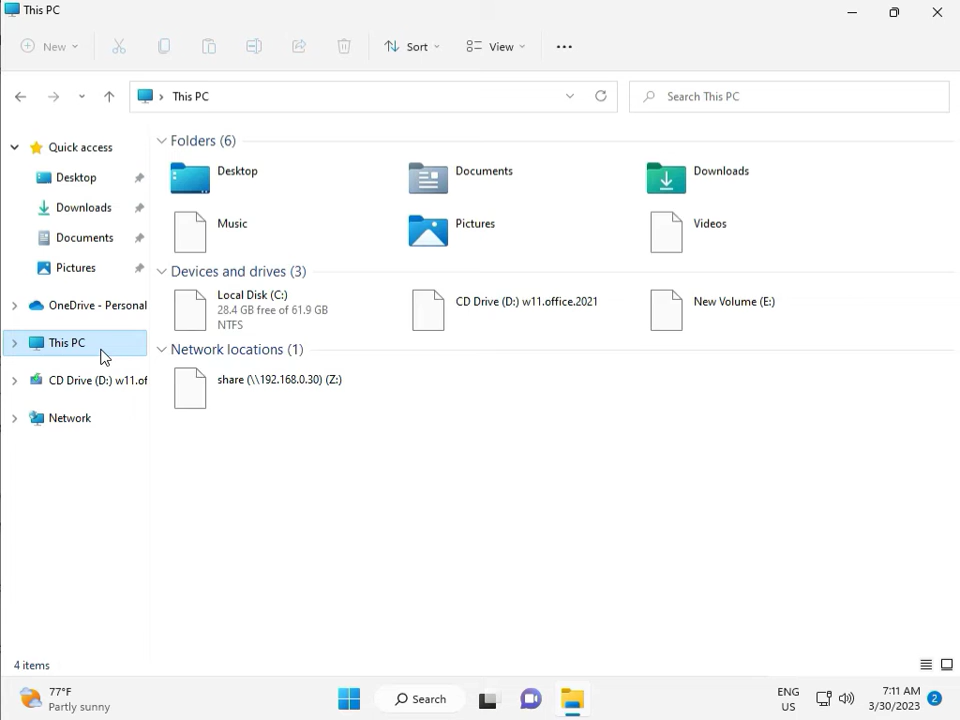 This PC
New
Sort
View
This PC
Search This PC
Quick access
Desktop
Downloads
Documents
Pictures
OneDrive - Personal
This PC
CD Drive (D:) w11.of
Network
Folders (6)
Desktop
Documents
Downloads
Music
Pictures
Videos
Devices and drives (3)
Local Disk (C:)
28.4 GB free of 61.9 GB
NTFS
CD Drive (D:) w11.office.2021
New Volume (E:)
Network locations (1)
share (\\192.168.0.30) (Z:)
4 items
77°F
Partly sunny
Search
ENG
US
7:11 AM
3/30/2023
2